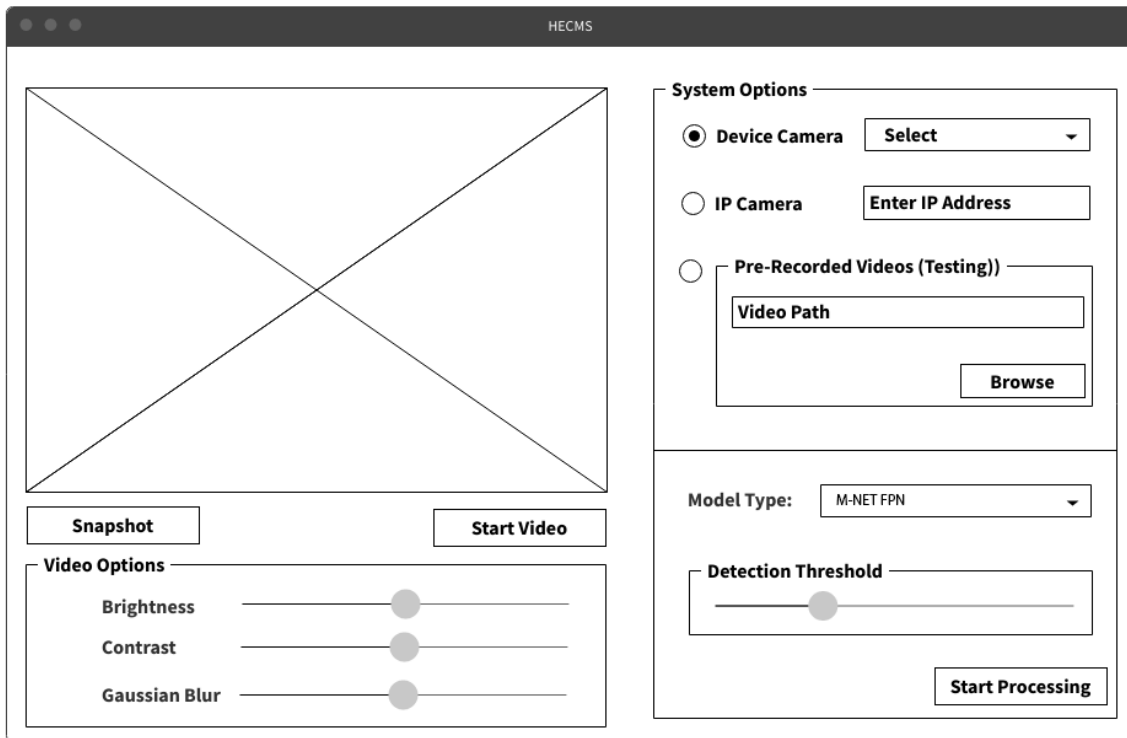 HECMS
Snapshot
Start Video
Video Options
Brightness
Contrast
Gaussian Blur
System Options
Device Camera Select
IP Camera Enter IP Address
Pre-Recorded Videos (Testing))
Video Path
Browse
Model Type: M-NET FPN
Detection Threshold
Start Processing